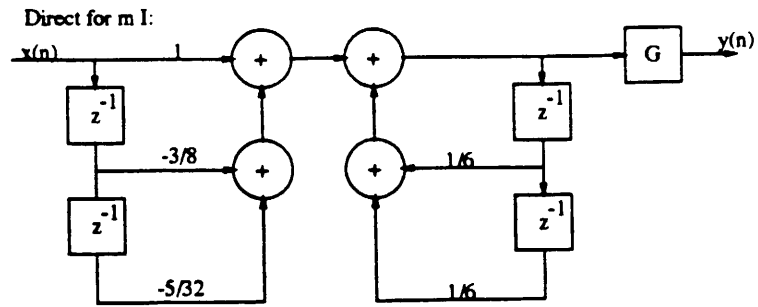 Direct for m I:
x(n) 1 + + G y(n)
z⁻¹ z⁻¹
-3/8 + + 1/6
z⁻¹ z⁻¹
-5/32 1/6